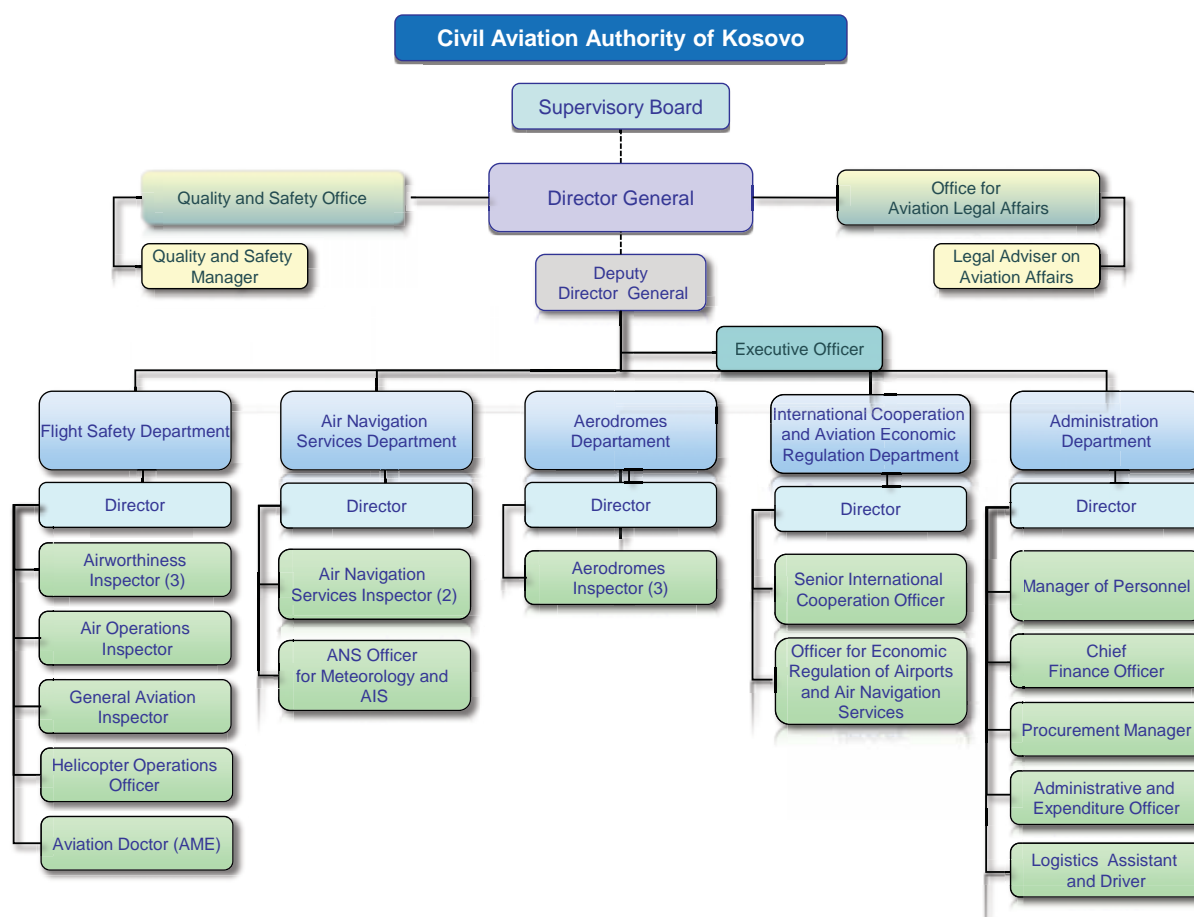 Civil Aviation Authority of Kosovo
Supervisory Board
Quality and Safety Office
Director General
Office for
Aviation Legal Affairs
Quality and Safety
Manager
Legal Adviser on
Aviation Affairs
Deputy
Director General
Executive Officer
Flight Safety Department
Air Navigation
Services Department
Aerodromes
Departament
International Cooperation
and Aviation Economic
Regulation Department
Administration
Department
Director
Director
Director
Director
Director
Airworthiness
Inspector (3)
Air Operations
Inspector
General Aviation
Inspector
Helicopter Operations
Officer
Aviation Doctor (AME)
Air Navigation
Services Inspector (2)
ANS Officer
for Meteorology and
AIS
Aerodromes
Inspector (3)
Senior International
Cooperation Officer
Officer for Economic
Regulation of Airports
and Air Navigation
Services
Manager of Personnel
Chief
Finance Officer
Procurement Manager
Administrative and
Expenditure Officer
Logistics Assistant
and Driver